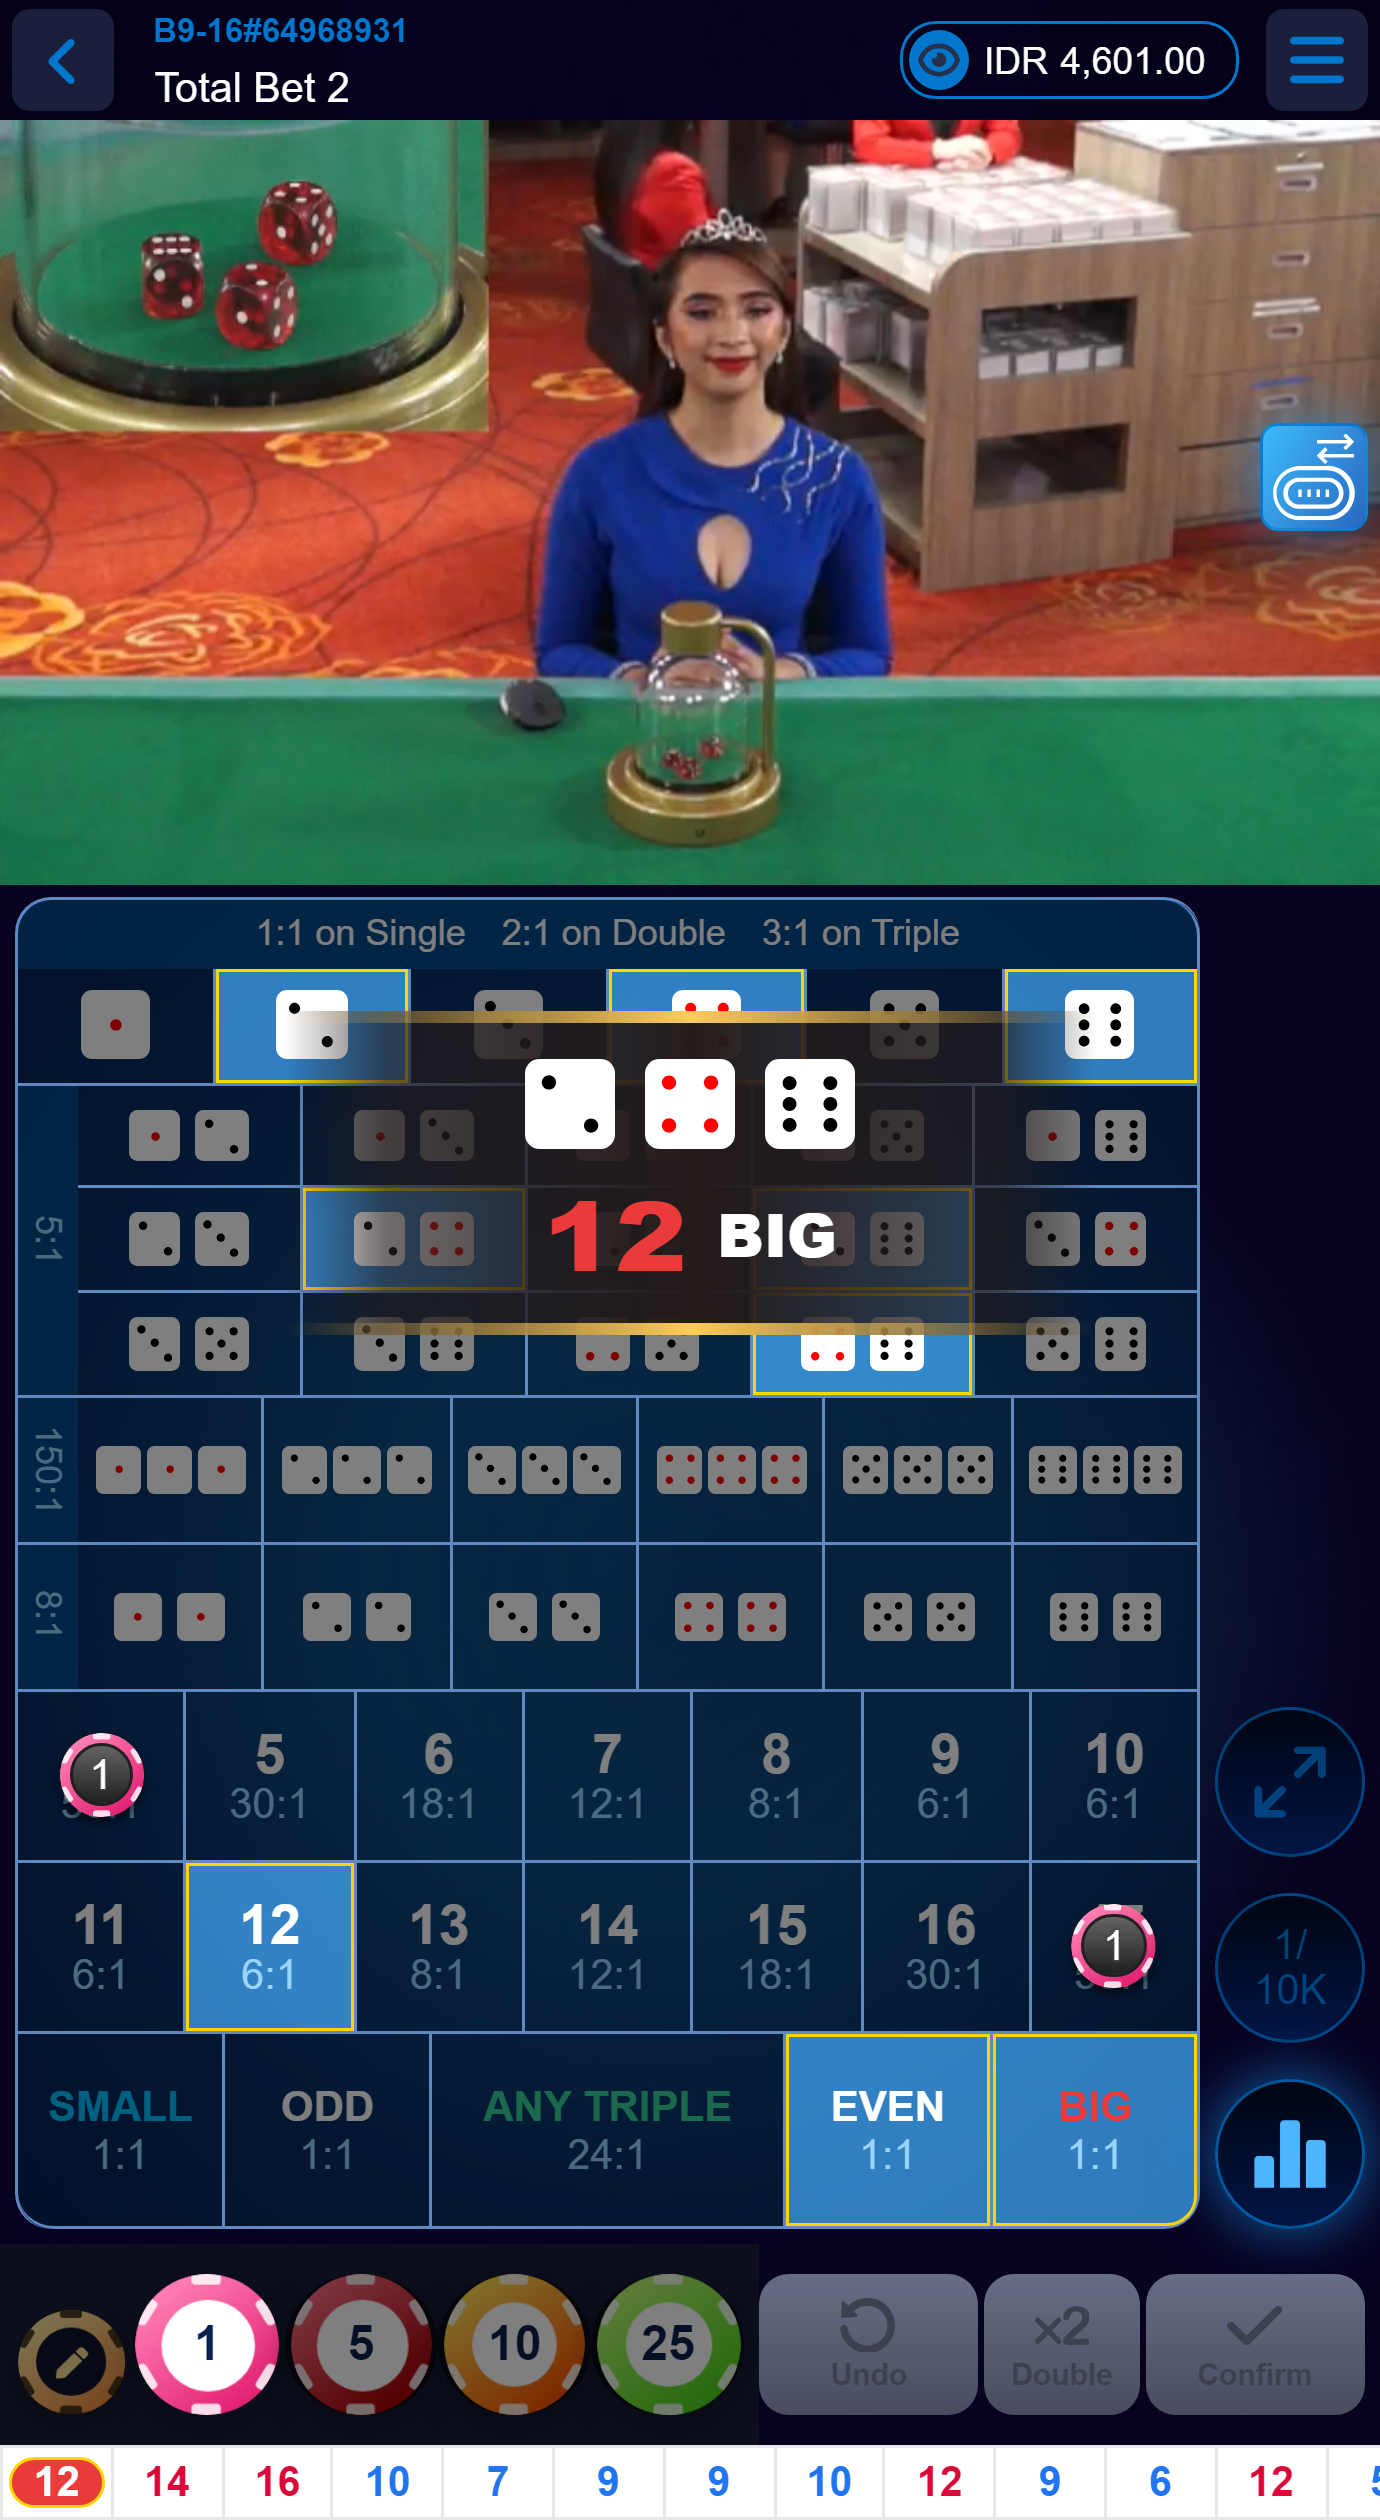 B9-16#64968931
Total Bet 2
IDR 4,601.00
1:1 on Single 2:1 on Double 3:1 on Triple
5:1
12 BIG
150:1
8:1
1
5 6 7 8 9 10
30:1 18:1 12:1 8:1 6:1 6:1
11 12 13 14 15 16
6:1 6:1 8:1 12:1 18:1 30:1
1
1/
10K
SMALL ODD ANY TRIPLE EVEN BIG
1:1 1:1 24:1 1:1 1:1
1 5 10 25
x2
Undo Double Confirm
12 14 16 10 7 9 9 10 12 9 6 12